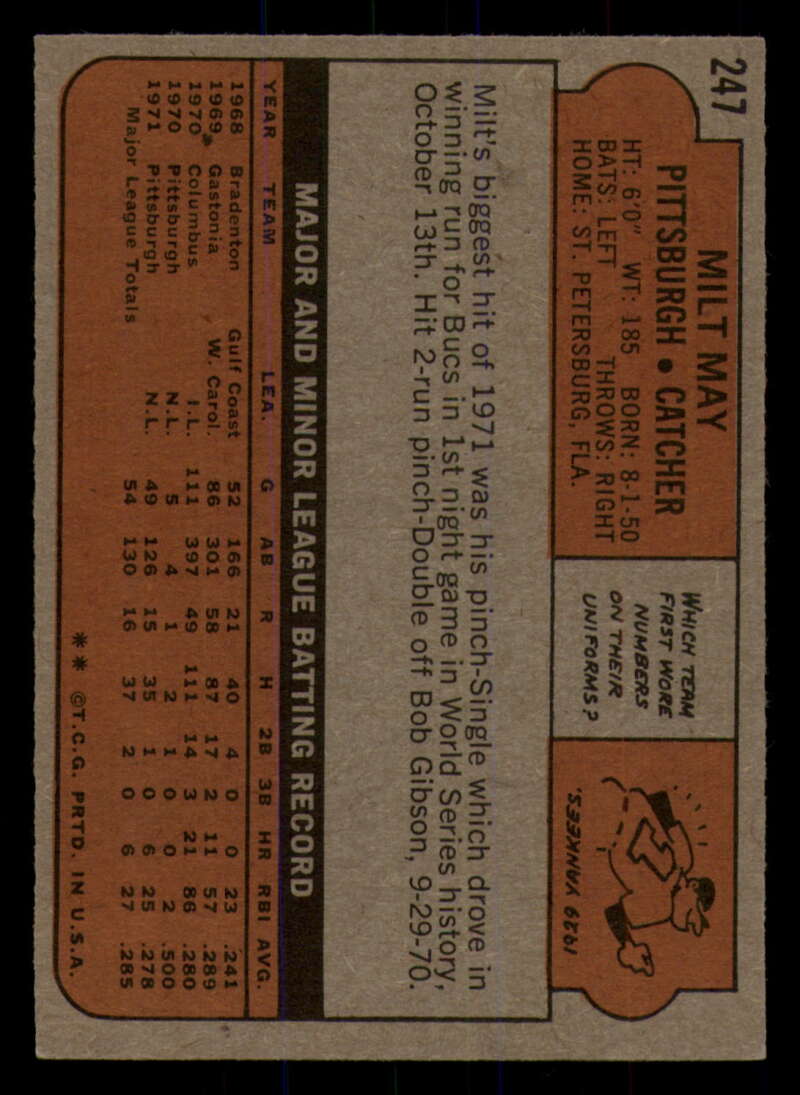 247
MILT MAY
PITTSBURGH • CATCHER
HT: 6'0" WT: 185 BORN: 8-1-50
BATS: LEFT THROWS: RIGHT
HOME: ST. PETERSBURG, FLA.
WHICH TEAM
FIRST WORE
NUMBERS
ON THEIR
UNIFORMS?
1929 YANKEES.
Milt's biggest hit of 1971 was his pinch-Single which drove in
winning run for Bucs in 1st night game in World Series history,
October 13th. Hit 2-run pinch-Double off Bob Gibson, 9-29-70.
MAJOR AND MINOR LEAGUE BATTING RECORD
YEAR TEAM LEA. G AB R H 2B 3B HR RBI AVG.
1968 Bradenton Gulf Coast 52 166 21 40 4 0 0 23 .241
1969 Gastonia W. Carol. 86 301 58 87 17 2 11 57 .289
1970 Columbus I.L. 111 397 49 111 14 3 21 86 .280
1970 Pittsburgh N.L. 5 4 1 2 1 0 0 2 .500
1971 Pittsburgh N.L. 49 126 15 35 1 0 6 25 .278
Major League Totals 54 130 16 37 2 0 6 27 .285
** ©T.C.G. PRTD. IN U.S.A.